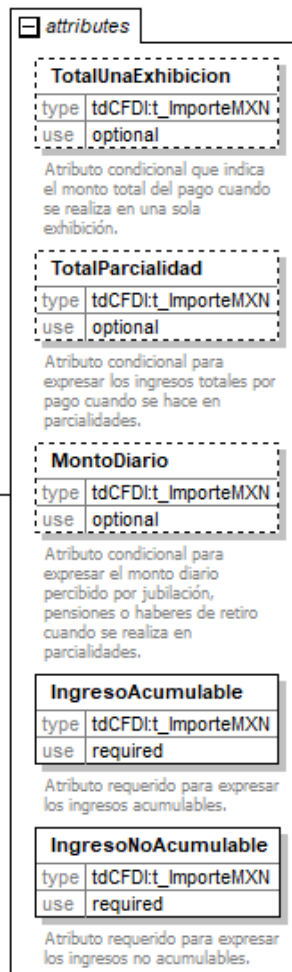 attributes
TotalUnaExhibicion
type tdCFDI:t_ImporteMXN
use optional
Atributo condicional que indica
el monto total del pago cuando
se realiza en una sola
exhibición.
TotalParcialidad
type tdCFDI:t_ImporteMXN
use optional
Atributo condicional para
expresar los ingresos totales por
pago cuando se hace en
parcialidades.
MontoDiario
type tdCFDI:t_ImporteMXN
use optional
Atributo condicional para
expresar el monto diario
percibido por jubilación,
pensiones o haberes de retiro
cuando se realiza en
parcialidades.
IngresoAcumulable
type tdCFDI:t_ImporteMXN
use required
Atributo requerido para expresar
los ingresos acumulables.
IngresoNoAcumulable
type tdCFDI:t_ImporteMXN
use required
Atributo requerido para expresar
los ingresos no acumulables.